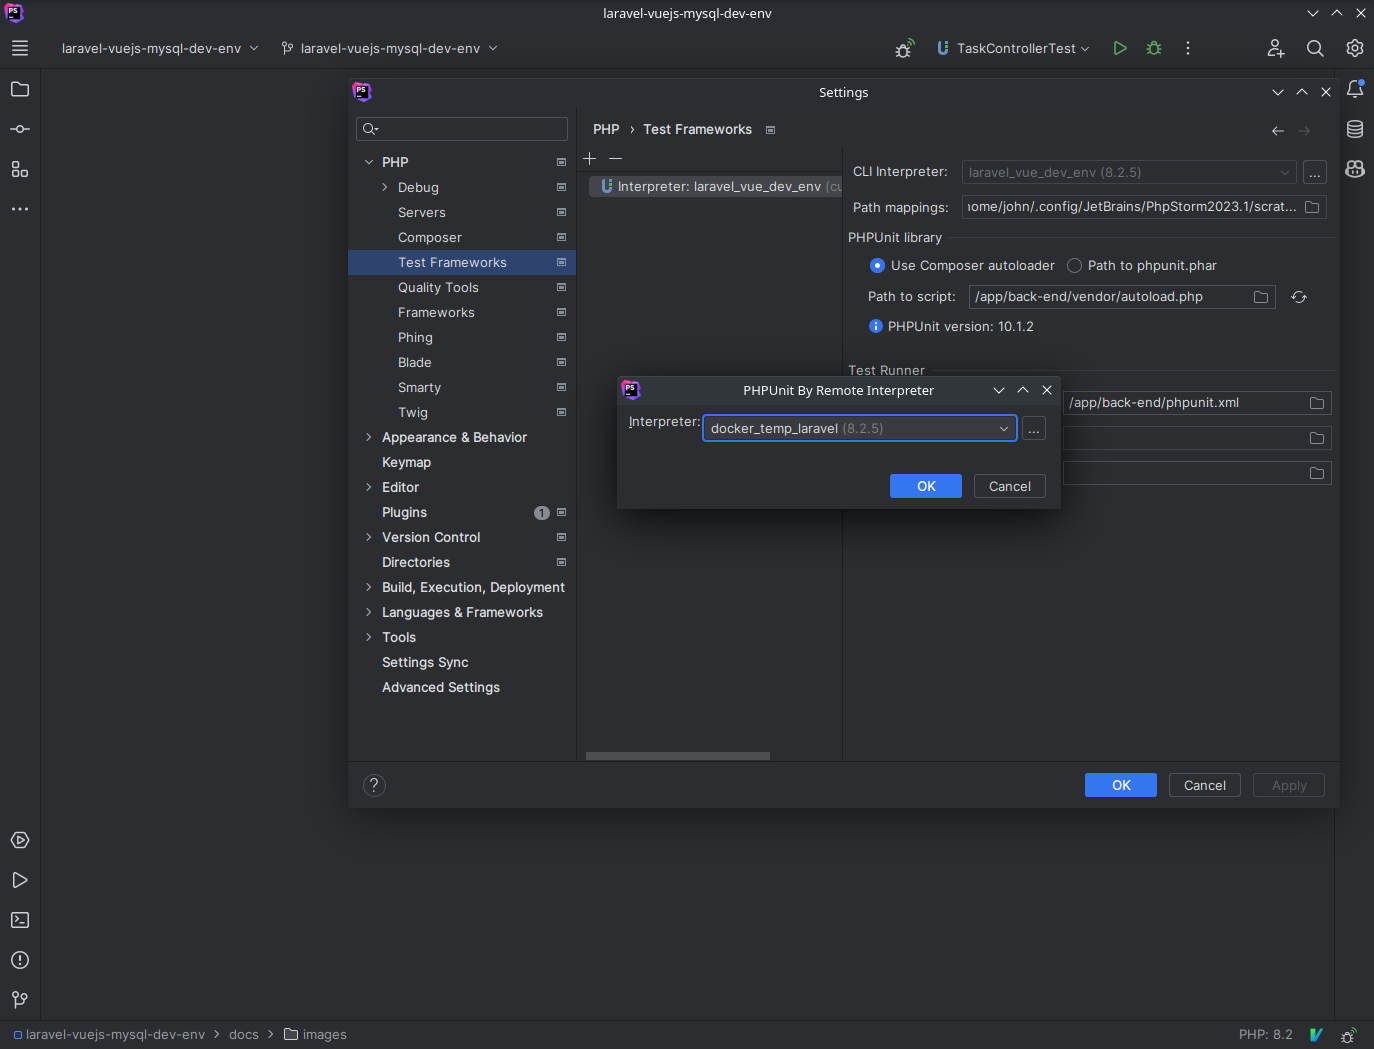 laravel-vuejs-mysql-dev-env
laravel-vuejs-mysql-dev-env
laravel-vuejs-mysql-dev-env
TaskControllerTest
Settings
PHP
Debug
Servers
Composer
Test Frameworks
Quality Tools
Frameworks
Phing
Blade
Smarty
Twig
Appearance & Behavior
Keymap
Editor
Plugins 1
Version Control
Directories
Build, Execution, Deployment
Languages & Frameworks
Tools
Settings Sync
Advanced Settings
PHP › Test Frameworks
Interpreter: laravel_vue_dev_env (cu
CLI Interpreter: laravel_vue_dev_env (8.2.5) ...
Path mappings: home/john/.config/JetBrains/PhpStorm2023.1/scrat...
PHPUnit library
Use Composer autoloader Path to phpunit.phar
Path to script: /app/back-end/vendor/autoload.php
PHPUnit version: 10.1.2
Test Runner
/app/back-end/phpunit.xml
PHPUnit By Remote Interpreter
Interpreter: docker_temp_laravel (8.2.5) ...
OK Cancel
? OK Cancel Apply
laravel-vuejs-mysql-dev-env > docs > images
PHP: 8.2